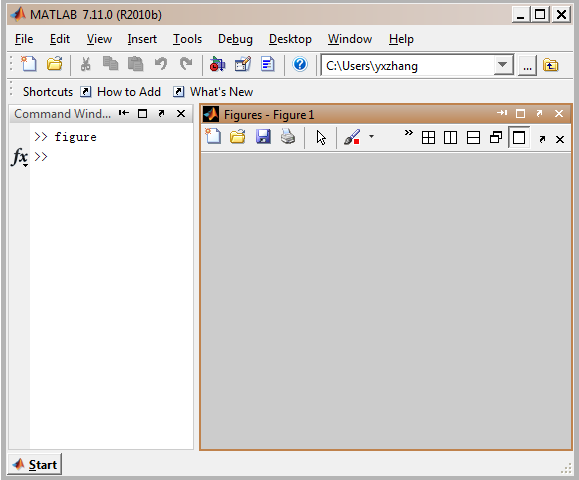 MATLAB 7.11.0 (R2010b)
File Edit View Insert Tools Debug Desktop Window Help
C:\Users\yxzhang ...
Shortcuts How to Add What's New
Command Wind...
>> figure
fx >>
Figures - Figure 1
Start